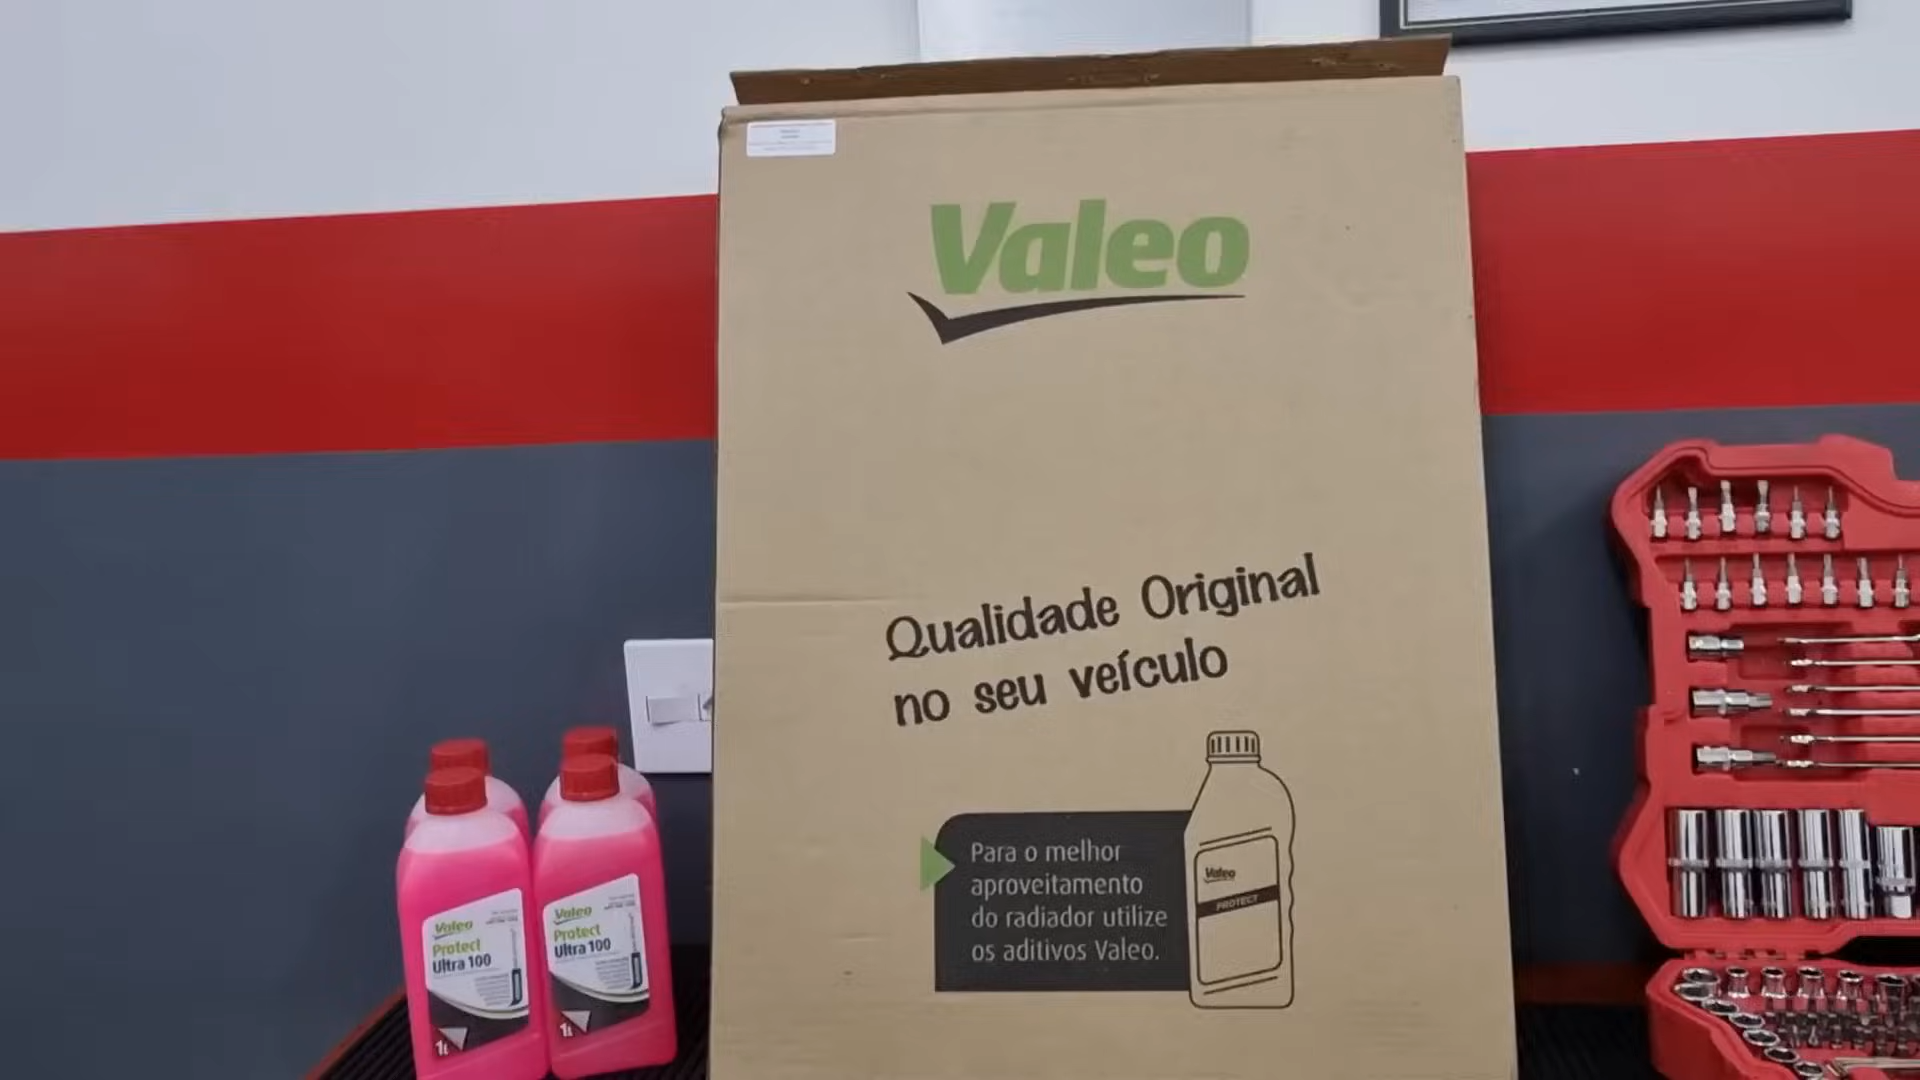 Valeo
Qualidade Original
no seu veículo
Para o melhor
aproveitamento
do radiador utilize
os aditivos Valeo.
Valeo
PROTECT
Valeo
Protect
Ultra 100
1L
Valeo
Protect
Ultra 100
1L